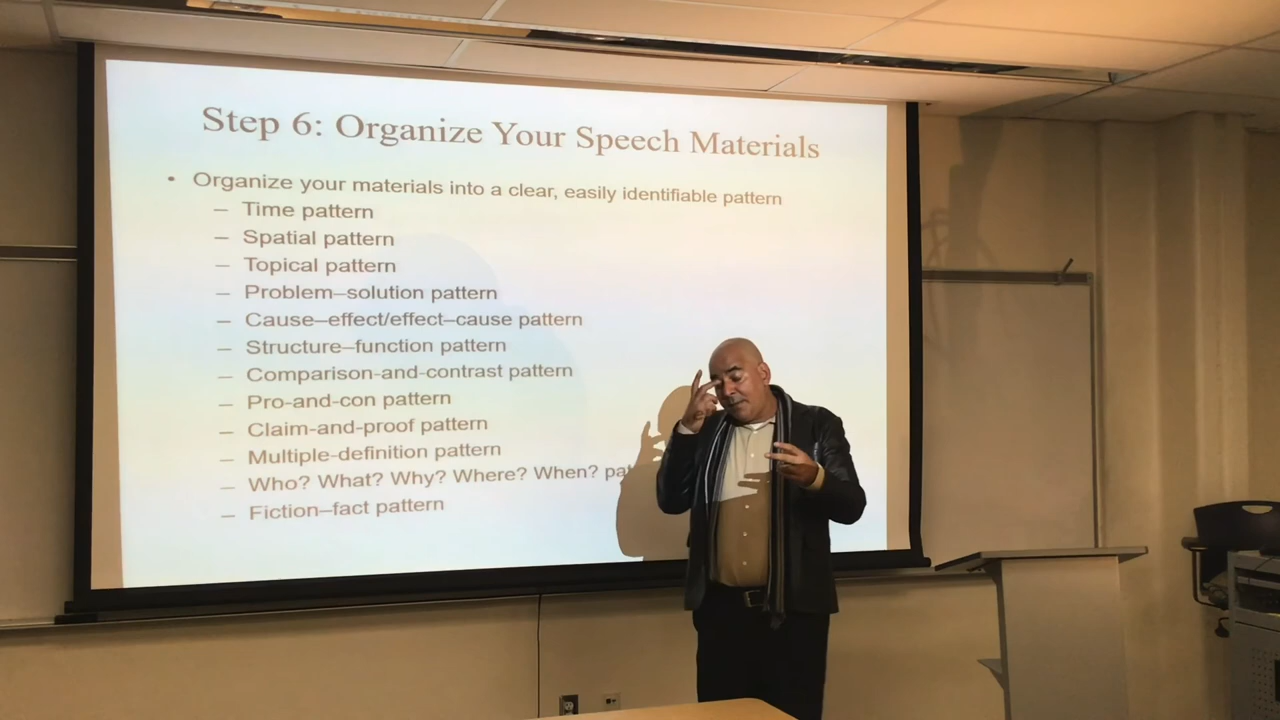 Step 6: Organize Your Speech Materials
• Organize your materials into a clear, easily identifiable pattern
– Time pattern
– Spatial pattern
– Topical pattern
– Problem–solution pattern
– Cause–effect/effect–cause pattern
– Structure–function pattern
– Comparison-and-contrast pattern
– Pro-and-con pattern
– Claim-and-proof pattern
– Multiple-definition pattern
– Who? What? Why? Where? When?
– Fiction–fact pattern